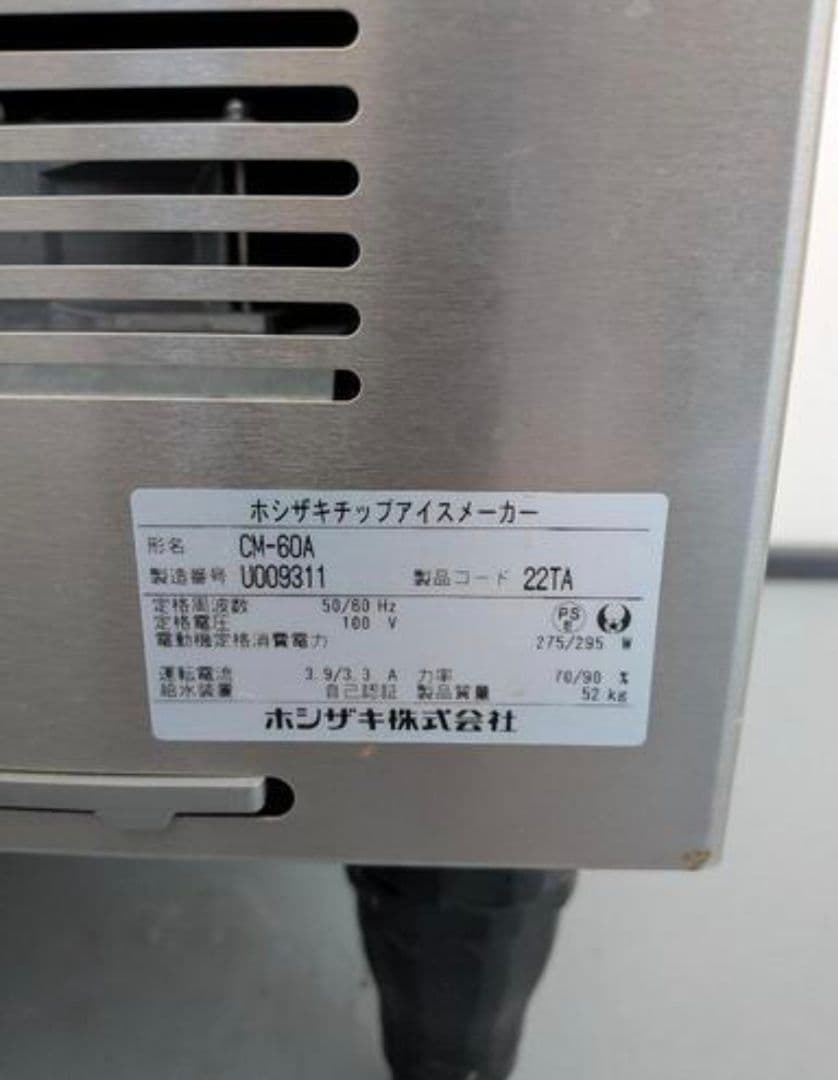 ホシザキチップアイスメーカー
形名 CM-60A
製造番号 U009311 製品コード 22TA
定格周波数 50/60 Hz
定格電圧 100 V
PS E
電動機定格消費電力 275/295 W
運転電流 3.9/3.3 A 力率 70/90 %
給水装置 自己認証 製品質量 52 kg
ホシザキ株式会社